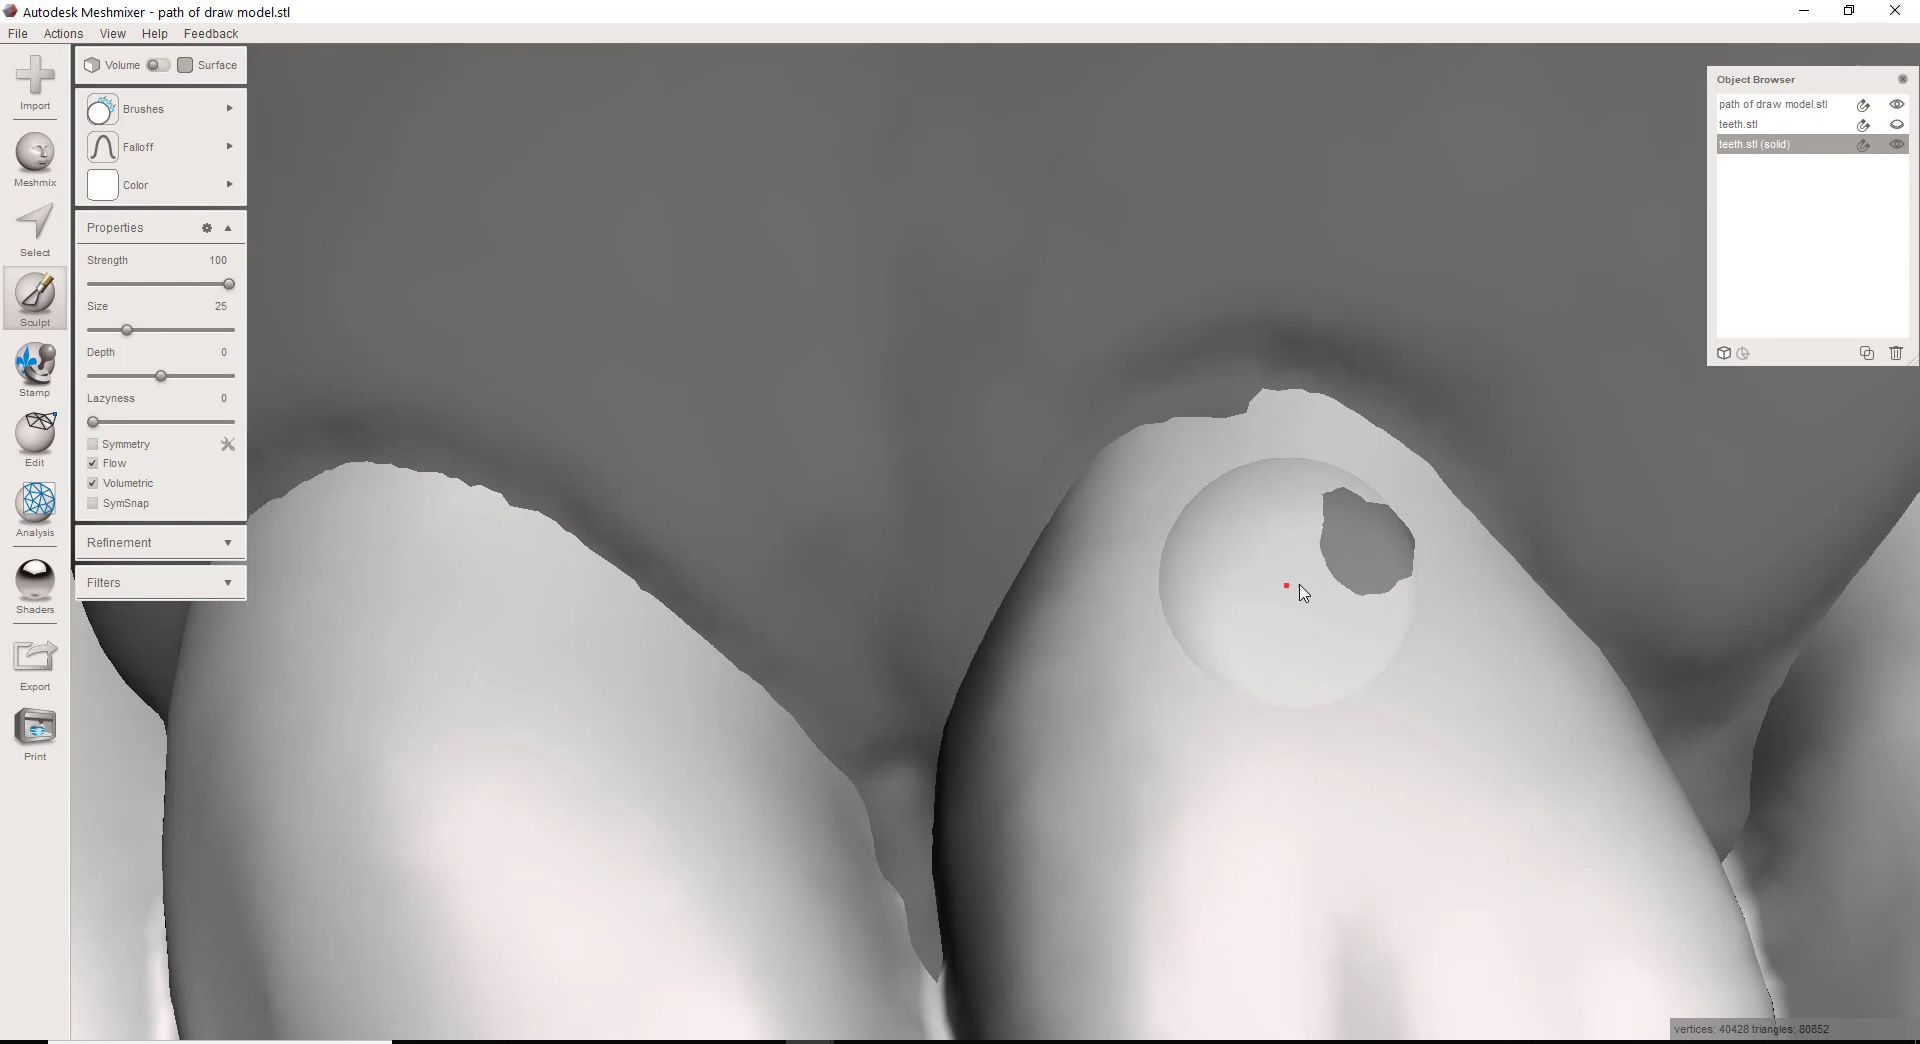 Autodesk Meshmixer - path of draw model.stl
File Actions View Help Feedback
Import
Meshmix
Select
Sculpt
Stamp
Edit
Analysis
Shaders
Export
Print
Volume Surface
Brushes
Falloff
Color
Properties
Strength 100
Size 25
Depth 0
Lazyness 0
Symmetry
Flow
Volumetric
SymSnap
Refinement
Filters
Object Browser
path of draw model.stl
teeth.stl
teeth.stl (solid)
vertices: 40428 triangles: 80852